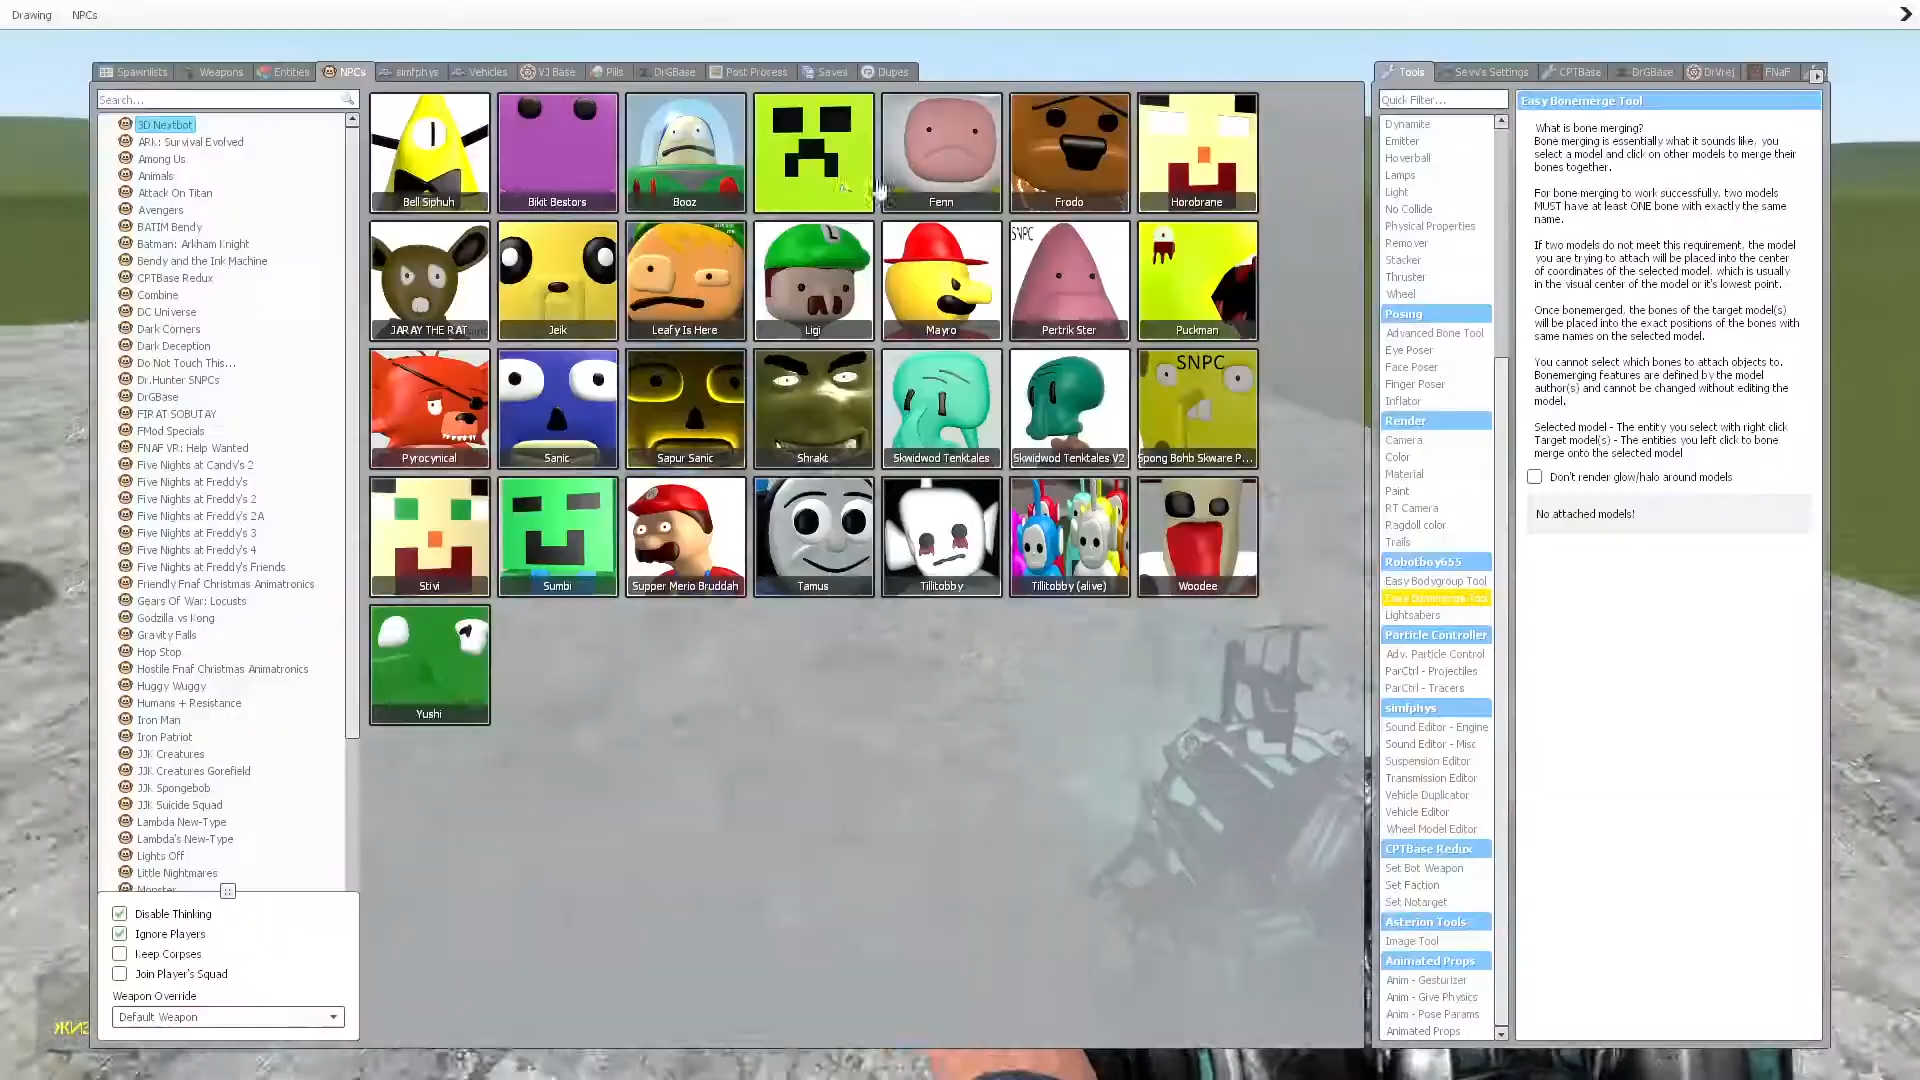 Drawing NPCs
Spawnlists Weapons Entities NPCs simfphys Vehicles VJ Base Pills DrGBase Post Process Saves Dupes
Search...
3D Nextbot
ARK: Survival Evolved
Among Us
Animals
Attack On Titan
Avengers
BATIM Bendy
Batman: Arkham Knight
Bendy and the Ink Machine
CPTBase Redux
Combine
DC Universe
Dark Corners
Dark Deception
Do Not Touch This...
Dr.Hunter SNPCs
DrGBase
FIRAT SOBUTAY
FMod Specials
FNAF VR: Help Wanted
Five Nights at Candy's 2
Five Nights at Freddy's
Five Nights at Freddy's 2
Five Nights at Freddy's 2A
Five Nights at Freddy's 3
Five Nights at Freddy's 4
Five Nights at Freddy's Friends
Friendly Fnaf Christmas Animatronics
Gears Of War: Locusts
Godzilla vs Kong
Gravity Falls
Hop Stop
Hostile Fnaf Christmas Animatronics
Huggy Wuggy
Humans + Resistance
Iron Man
Iron Patriot
JJK Creatures
JJK Creatures Gorefield
JJK Spongebob
JJK Suicide Squad
Lambda New-Type
Lambda's New-Type
Lights Off
Little Nightmares
Monster
Disable Thinking
Ignore Players
Keep Corpses
Join Player's Squad
Weapon Override
Default Weapon
Bell Siphuh Bikit Bestors Booz Fenn Frodo Horobrane
SNPC
JARAY THE RAT Jeik Leafy Is Here Ligi Mayro Pertrik Ster Puckman
SNPC
Pyrocynical Sanic Sapur Sanic Shrakt Skwidwod Tenktales Skwidwod Tenktales V2 Spong Bohb Skware P...
Stivi Sumbi Supper Merio Bruddah Tamus Tillitobby Tillitobby (alive) Woodee
Yushi
Tools Sevv's Settings CPTBase DrGBase DrVrej FNaF
Quick Filter...
Dynamite
Emitter
Hoverball
Lamps
Light
No Collide
Physical Properties
Remover
Stacker
Thruster
Wheel
Posing
Advanced Bone Tool
Eye Poser
Face Poser
Finger Poser
Inflator
Render
Camera
Color
Material
Paint
RT Camera
Ragdoll color
Trails
Robotboy655
Easy Bodygroup Tool
Easy Bonemerge Tool
Lightsabers
Particle Controller
Adv. Particle Control
ParCtrl - Projectiles
ParCtrl - Tracers
simfphys
Sound Editor - Engine
Sound Editor - Misc
Suspension Editor
Transmission Editor
Vehicle Duplicator
Vehicle Editor
Wheel Model Editor
CPTBase Redux
Set Bot Weapon
Set Faction
Set Notarget
Asterion Tools
Image Tool
Animated Props
Anim - Gesturizer
Anim - Give Physics
Anim - Pose Params
Animated Props
Easy Bonemerge Tool
What is bone merging?
Bone merging is essentially what it sounds like, you
select a model and click on other models to merge their
bones together.
For bone merging to work successfully, two models
MUST have at least ONE bone with exactly the same
name.
If two models do not meet this requirement, the model
you are trying to attach will be placed into the center
of coordinates of the selected model, which is usually
in the visual center of the model or it's lowest point.
Once bonemerged, the bones of the target model(s)
will be placed into the exact positions of the bones with
same names on the selected model.
You cannot select which bones to attach objects to.
Bonemerging features are defined by the model
author(s) and cannot be changed without editing the
model.
Selected model - The entity you select with right click
Target model(s) - The entities you left click to bone
merge onto the selected model
Don't render glow/halo around models
No attached models!